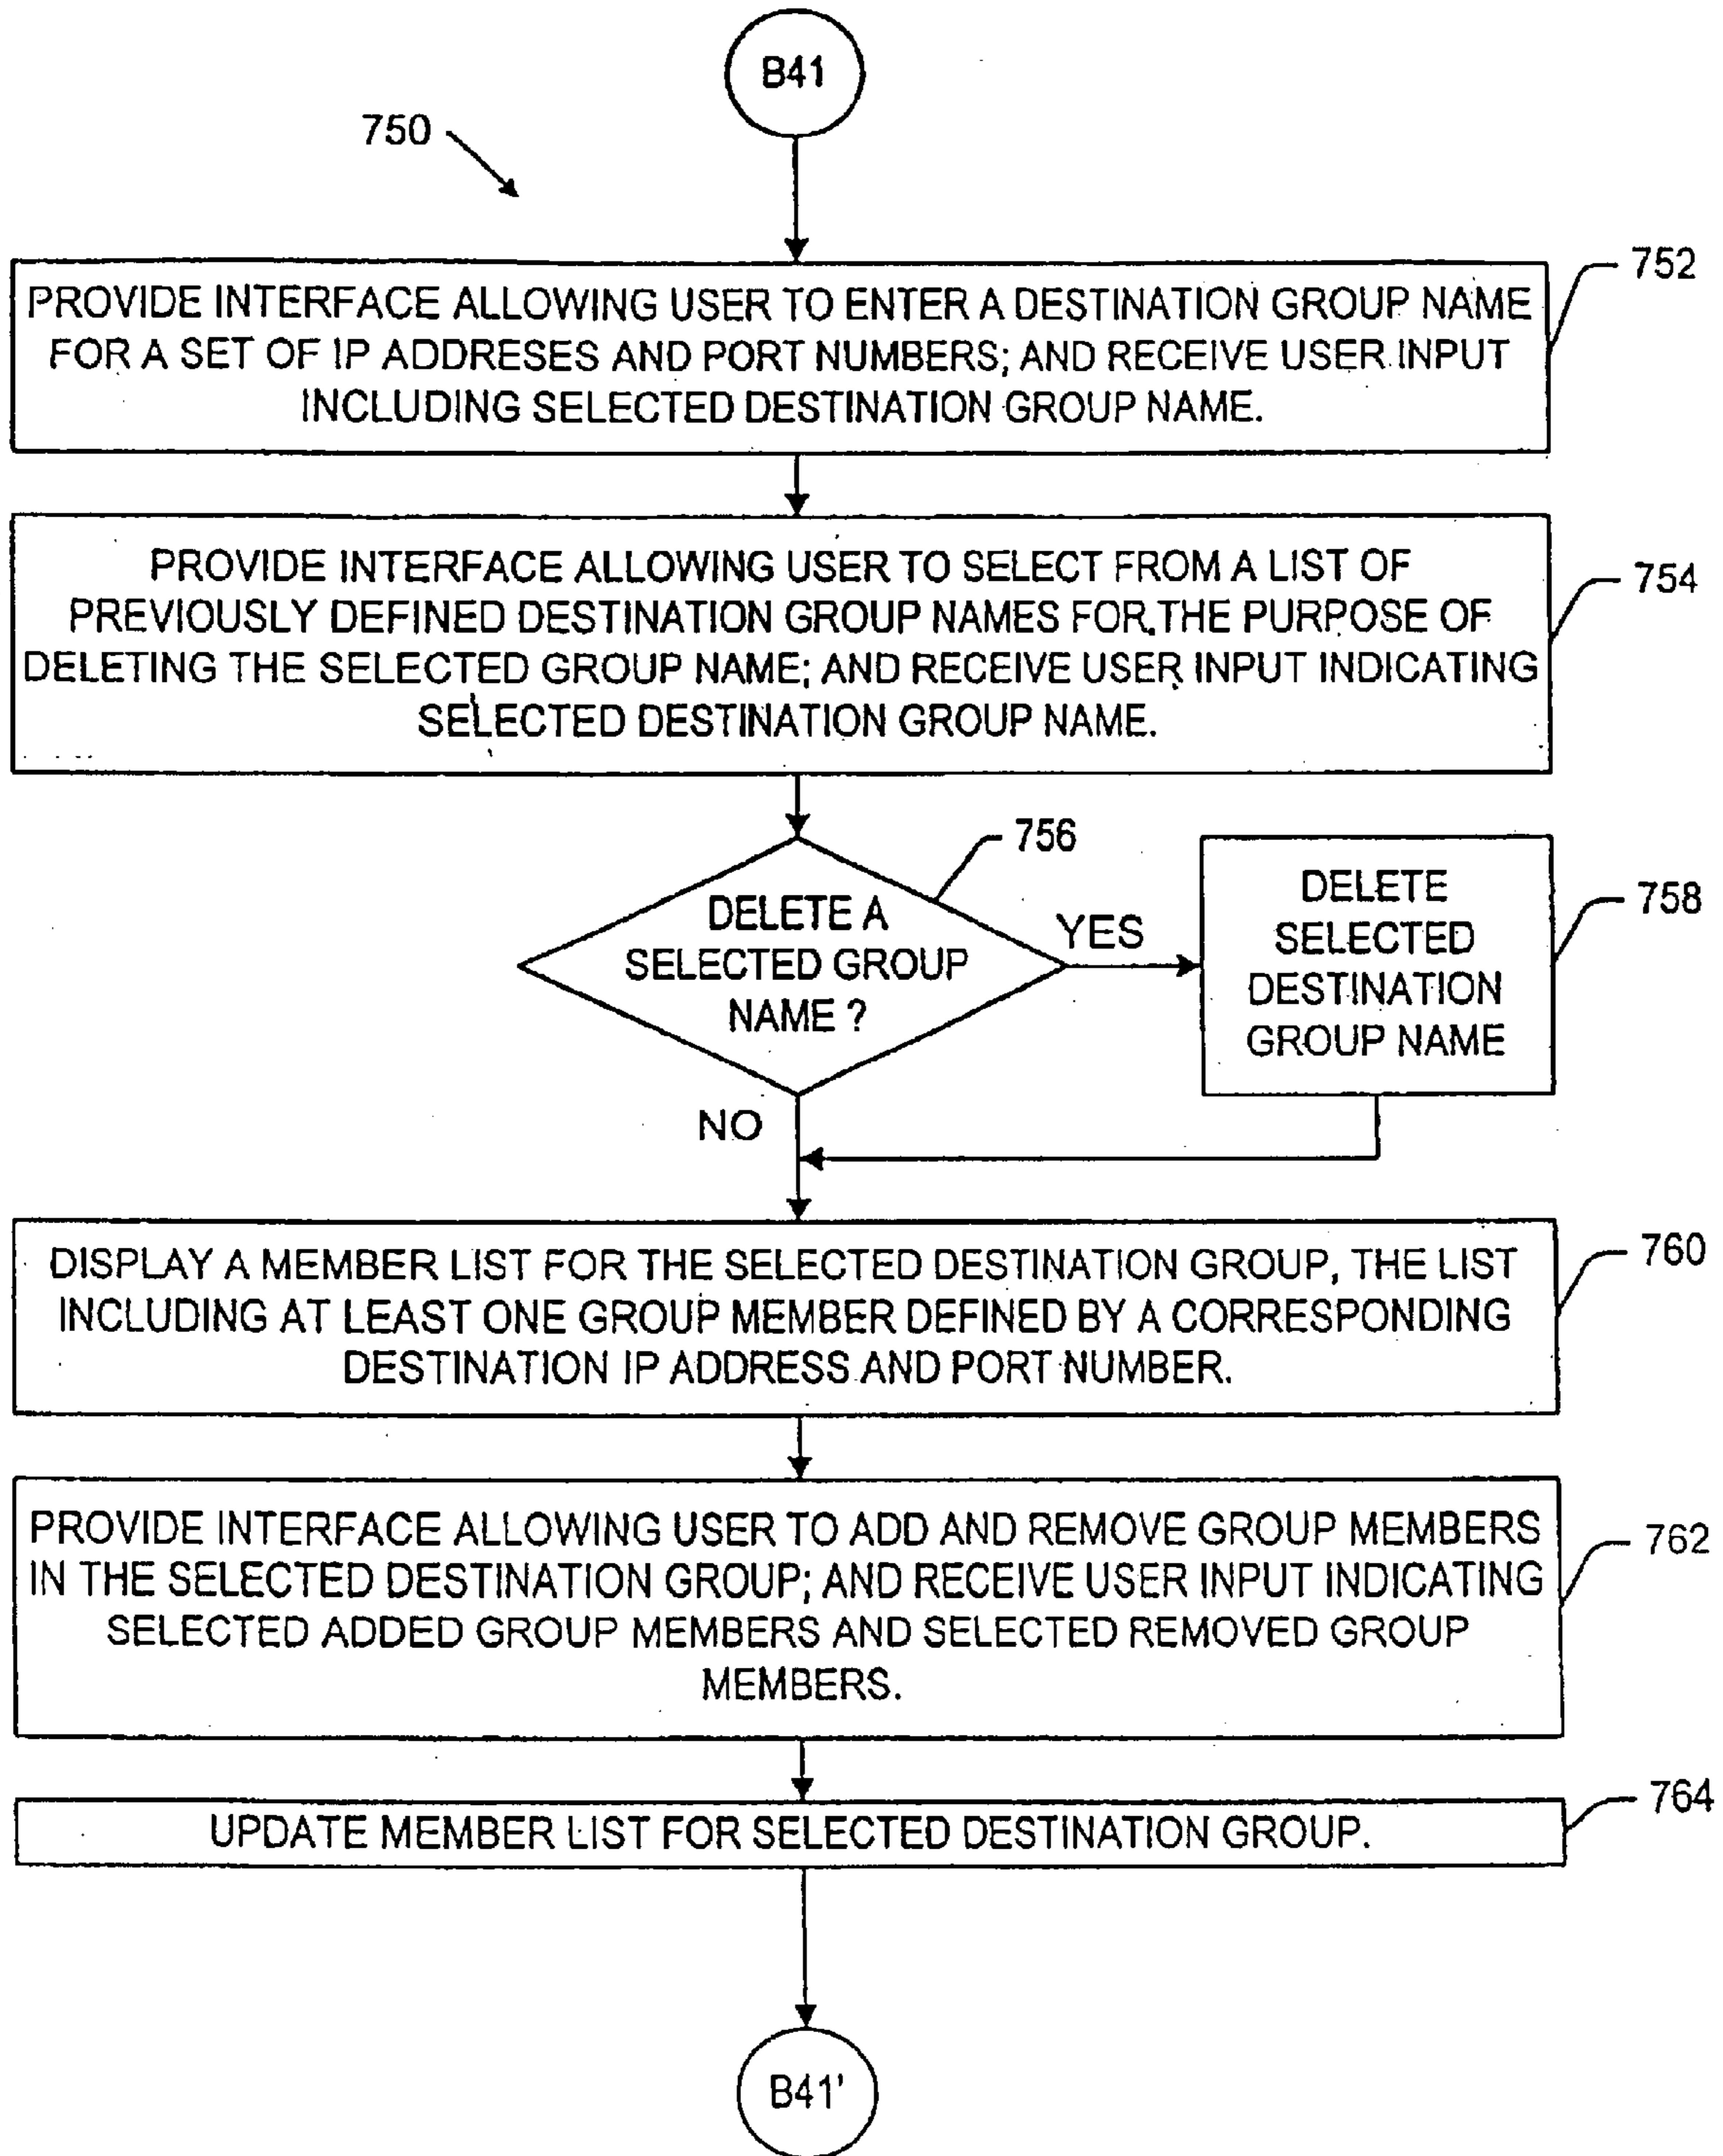 B41
750
752
PROVIDE INTERFACE ALLOWING USER TO ENTER A DESTINATION GROUP NAME
FOR A SET OF IP ADDRESES AND PORT NUMBERS; AND RECEIVE USER INPUT
INCLUDING SELECTED DESTINATION GROUP NAME.
754
PROVIDE INTERFACE ALLOWING USER TO SELECT FROM A LIST OF
PREVIOUSLY DEFINED DESTINATION GROUP NAMES FOR THE PURPOSE OF
DELETING THE SELECTED GROUP NAME; AND RECEIVE USER INPUT INDICATING
SELECTED DESTINATION GROUP NAME.
756
DELETE A
SELECTED GROUP
NAME ?
YES
758
DELETE
SELECTED
DESTINATION
GROUP NAME
NO
760
DISPLAY A MEMBER LIST FOR THE SELECTED DESTINATION GROUP, THE LIST
INCLUDING AT LEAST ONE GROUP MEMBER DEFINED BY A CORRESPONDING
DESTINATION IP ADDRESS AND PORT NUMBER.
762
PROVIDE INTERFACE ALLOWING USER TO ADD AND REMOVE GROUP MEMBERS
IN THE SELECTED DESTINATION GROUP; AND RECEIVE USER INPUT INDICATING
SELECTED ADDED GROUP MEMBERS AND SELECTED REMOVED GROUP
MEMBERS.
764
UPDATE MEMBER LIST FOR SELECTED DESTINATION GROUP.
B41'